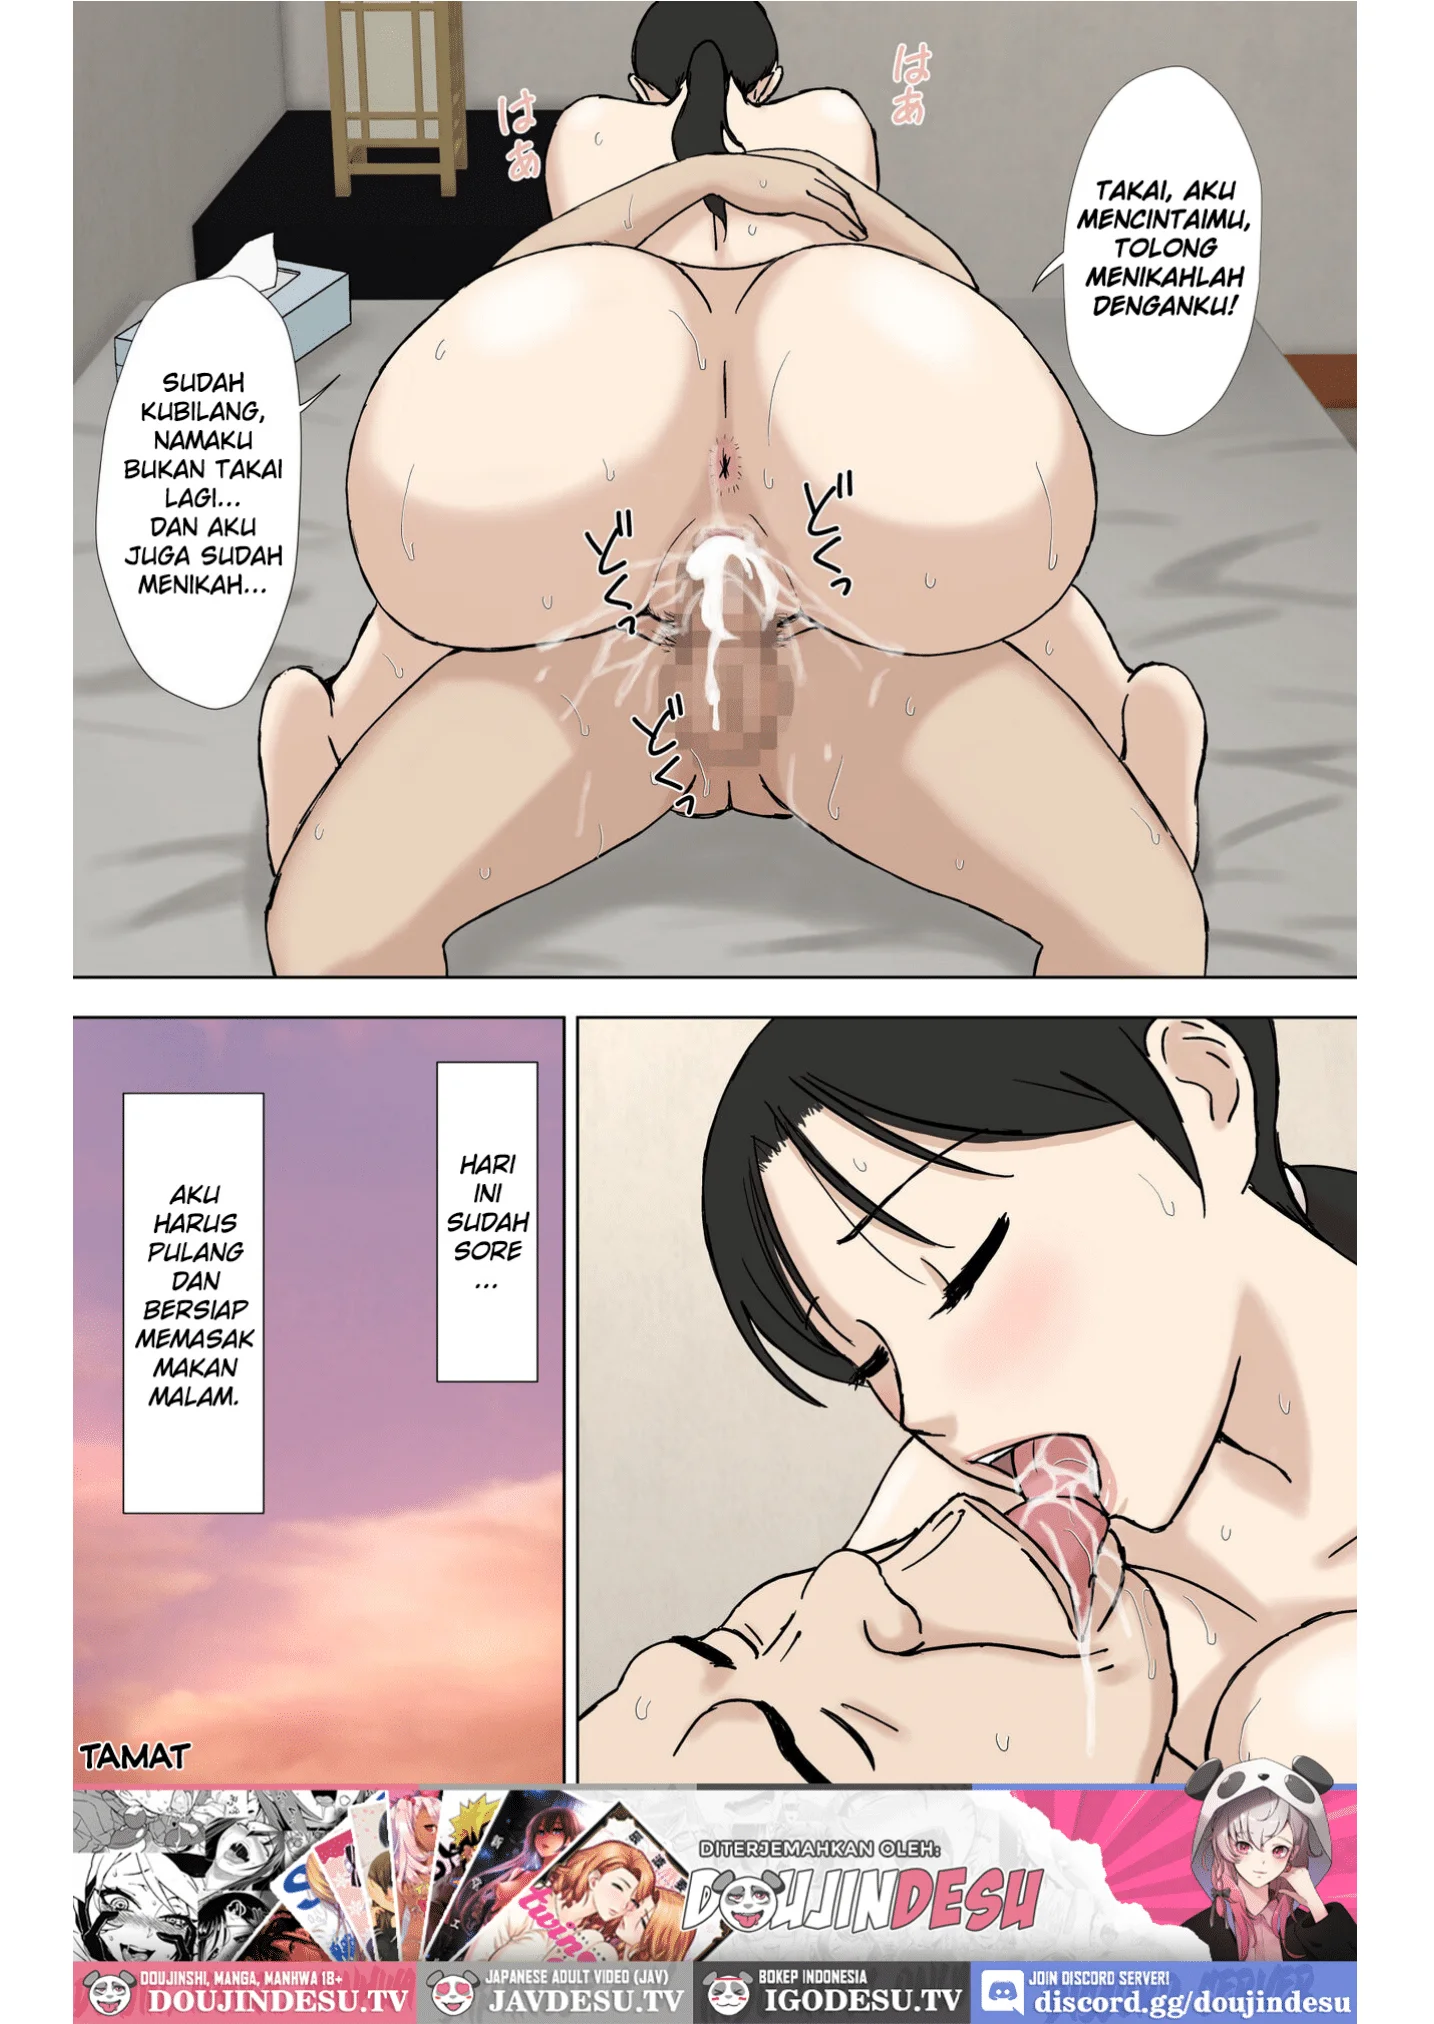 はあ
はあ
TAKAI, AKU
MENCINTAIMU,
TOLONG
MENIKAHLAH
DENGANKU!
SUDAH
KUBILANG,
NAMAKU
BUKAN TAKAI
LAGI...
DAN AKU
JUGA SUDAH
MENIKAH...
どくっ
どくっ
どくっ
HARI
INI
SUDAH
SORE
...
AKU
HARUS
PULANG
DAN
BERSIAP
MEMASAK
MAKAN
MALAM.
TAMAT
DITERJEMAHKAN OLEH:
DOUJINDESU
DOUJINSHI, MANGA, MANHWA 18+
DOUJINDESU.TV
JAPANESE ADULT VIDEO (JAV)
JAVDESU.TV
BOKEP INDONESIA
IGODESU.TV
JOIN DISCORD SERVER!
discord.gg/doujindesu